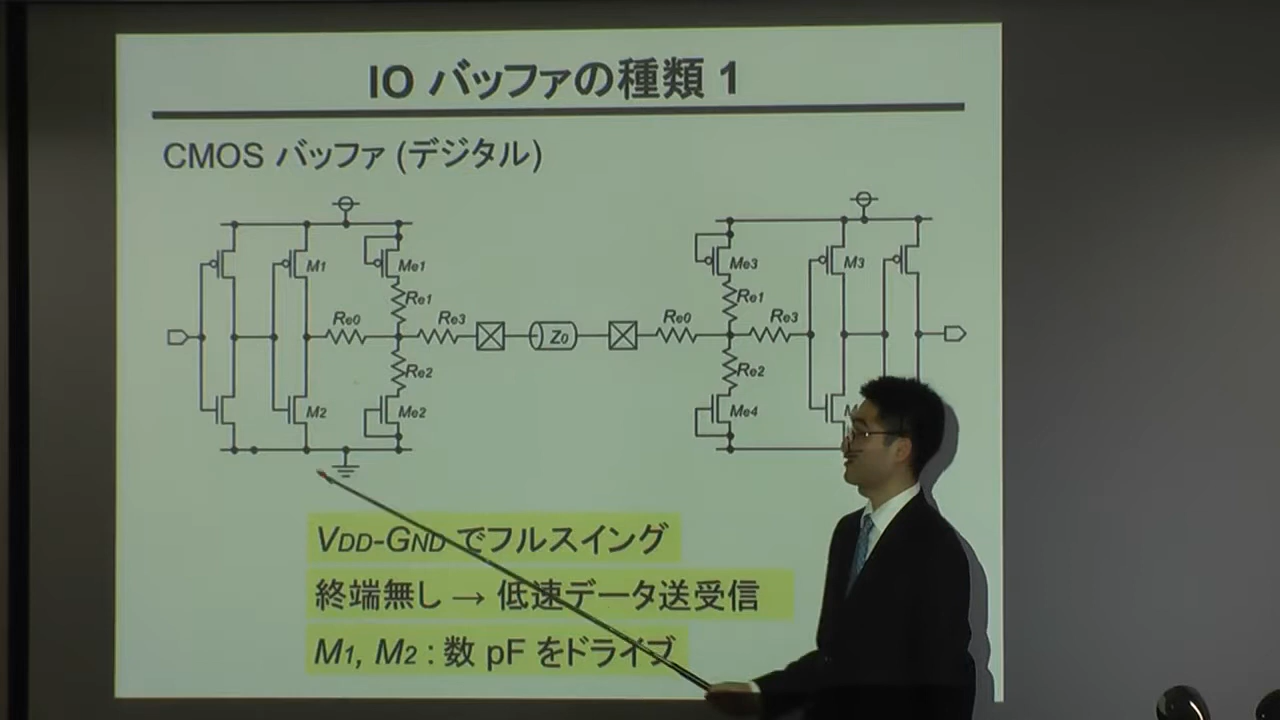 IO バッファの種類 1
CMOS バッファ (デジタル)
M1 Me1 Me3 M3
Re1 Re1
Re0 Re3 Z0 Re0 Re3
Re2 Re2
M2 Me2 Me4
VDD-GND でフルスイング
終端無し → 低速データ送受信
M1, M2 : 数 pF をドライブ